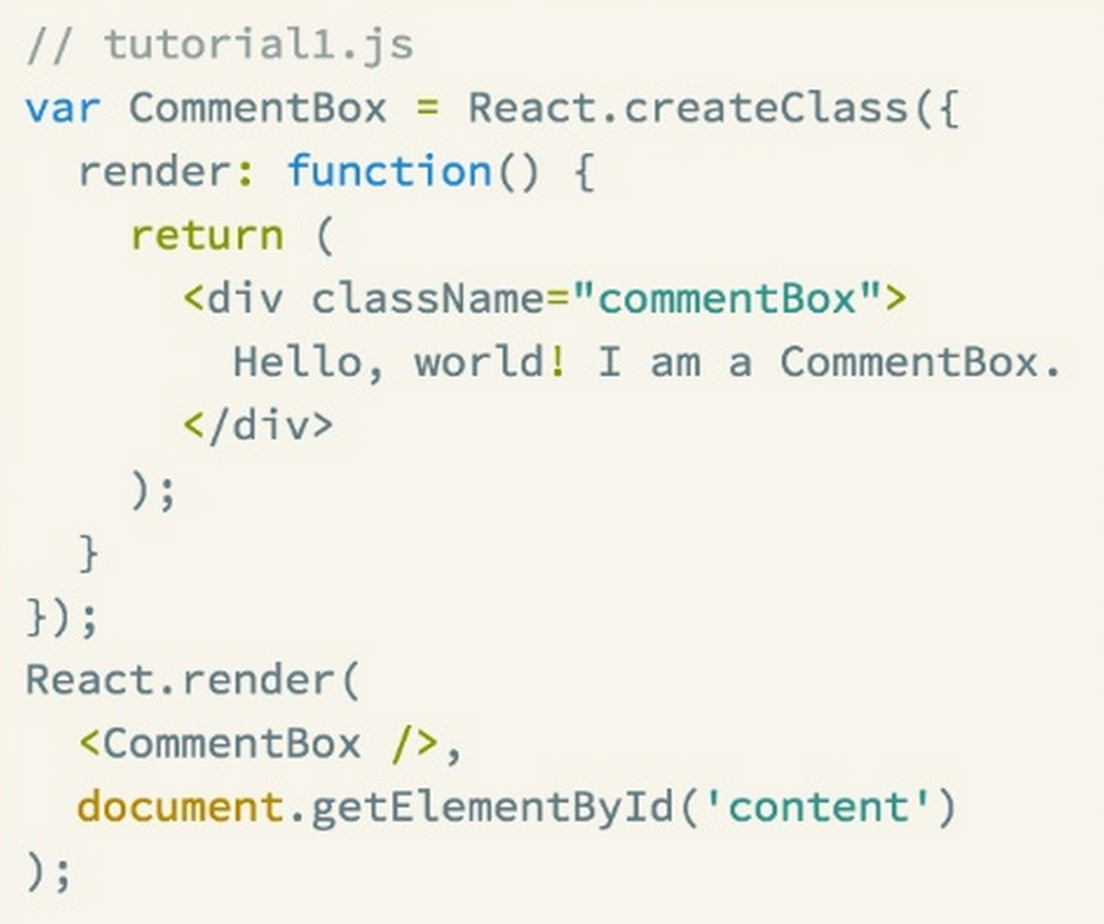 // tutorial1.js
var CommentBox = React.createClass({
  render: function() {
    return (
      <div className="commentBox">
        Hello, world! I am a CommentBox.
      </div>
    );
  }
});
React.render(
  <CommentBox />,
  document.getElementById('content')
);